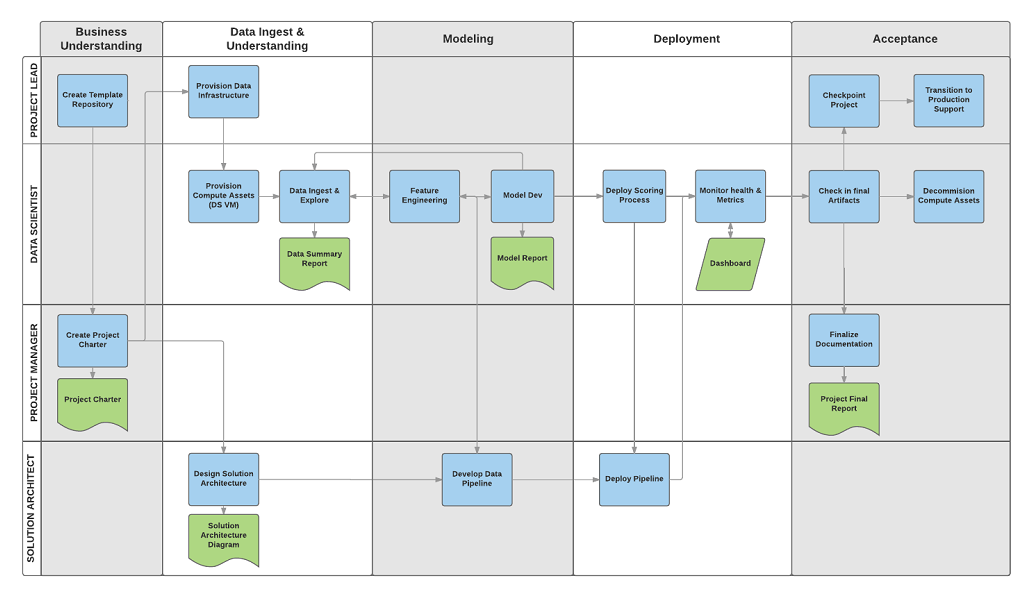 Business
Understanding
Data Ingest &
Understanding
Modeling
Deployment
Acceptance
PROJECT LEAD
Create Template
Repository
Provision Data
Infrastructure
Checkpoint
Project
Transition to
Production
Support
DATA SCIENTIST
Provision
Compute Assets
(DS VM)
Data Ingest &
Explore
Feature
Engineering
Model Dev
Deploy Scoring
Process
Monitor health &
Metrics
Check in final
Artifacts
Decommision
Compute Assets
Data Summary
Report
Model Report
Dashboard
PROJECT MANAGER
Create Project
Charter
Finalize
Documentation
Project Charter
Project Final
Report
SOLUTION ARCHITECT
Design Solution
Architecture
Develop Data
Pipeline
Deploy Pipeline
Solution
Architecture
Diagram